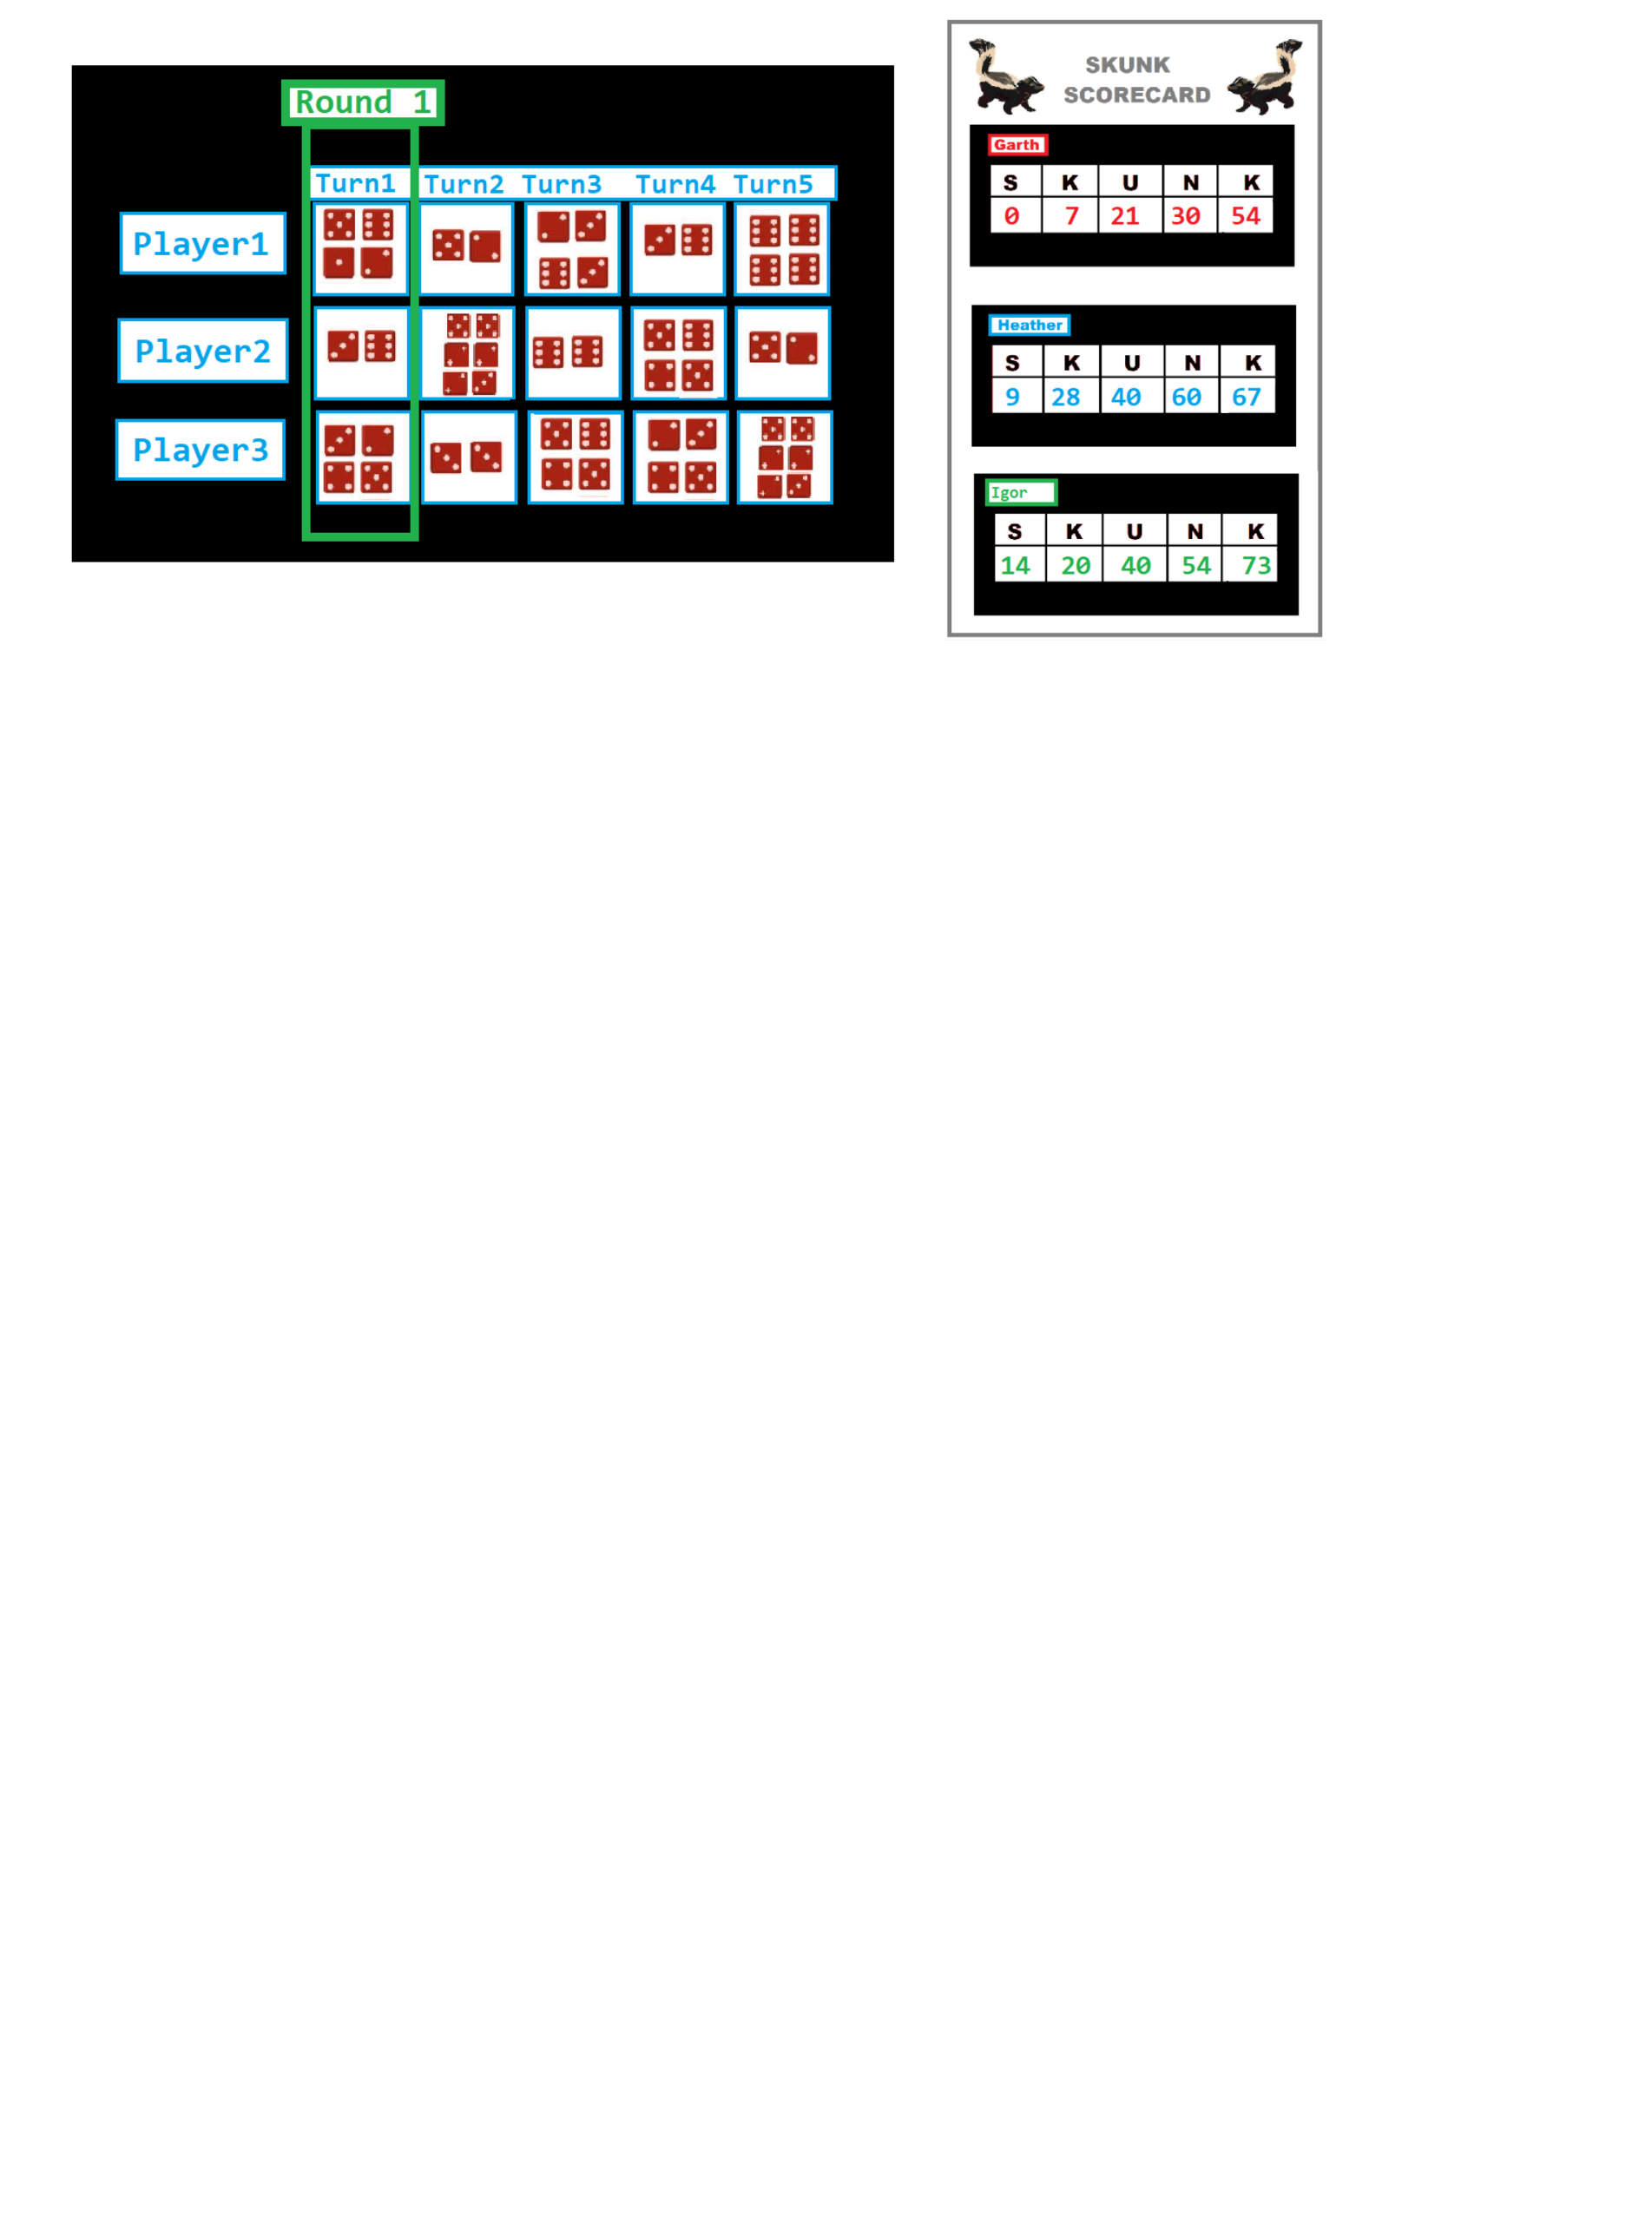 Round 1
Turn1 Turn2 Turn3 Turn4 Turn5
Player1
Player2
Player3
SKUNK
SCORECARD
Garth
S K U N K
0 7 21 30 54
Heather
S K U N K
9 28 40 60 67
Igor
S K U N K
14 20 40 54 73